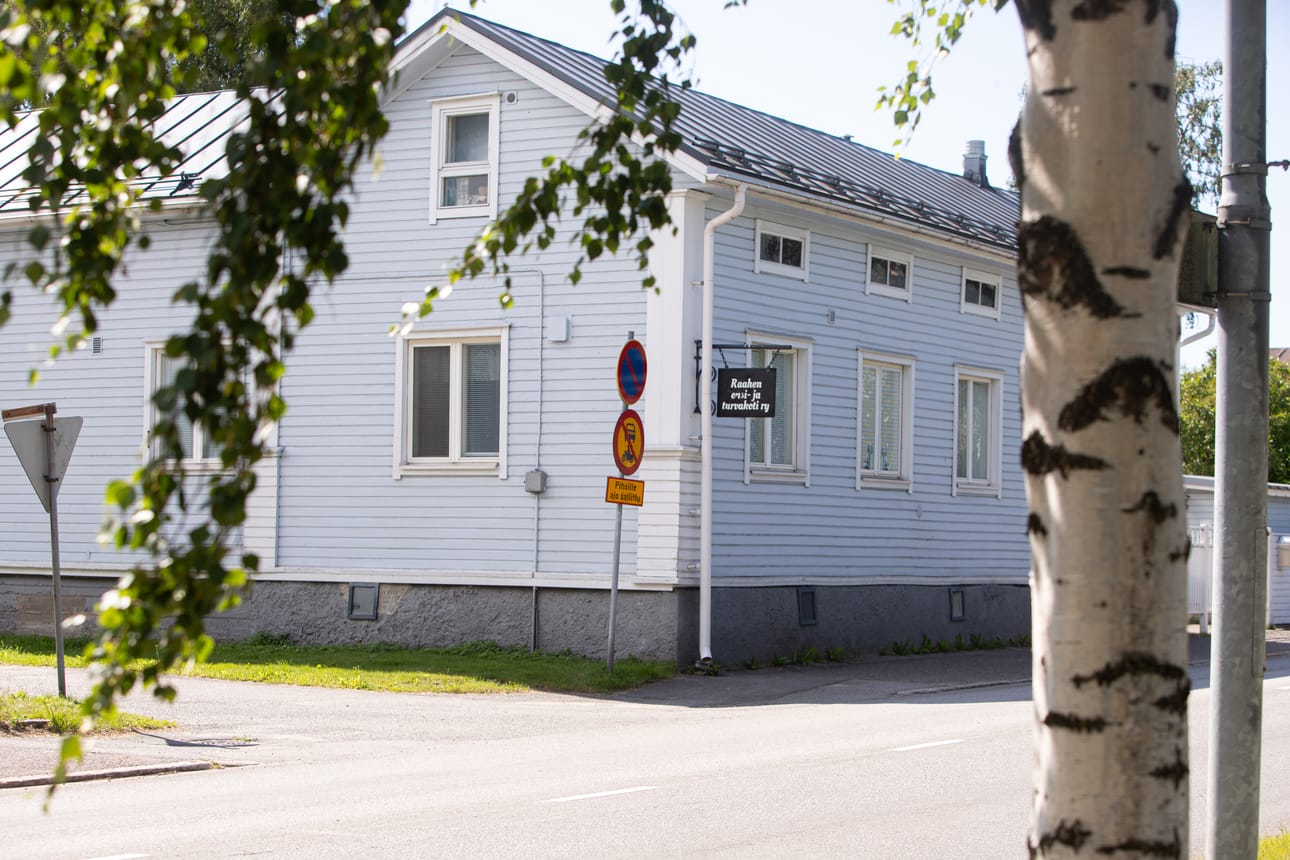 Raahen
ensi- ja
turvakoti ry
Pihoille
ajo sallittu